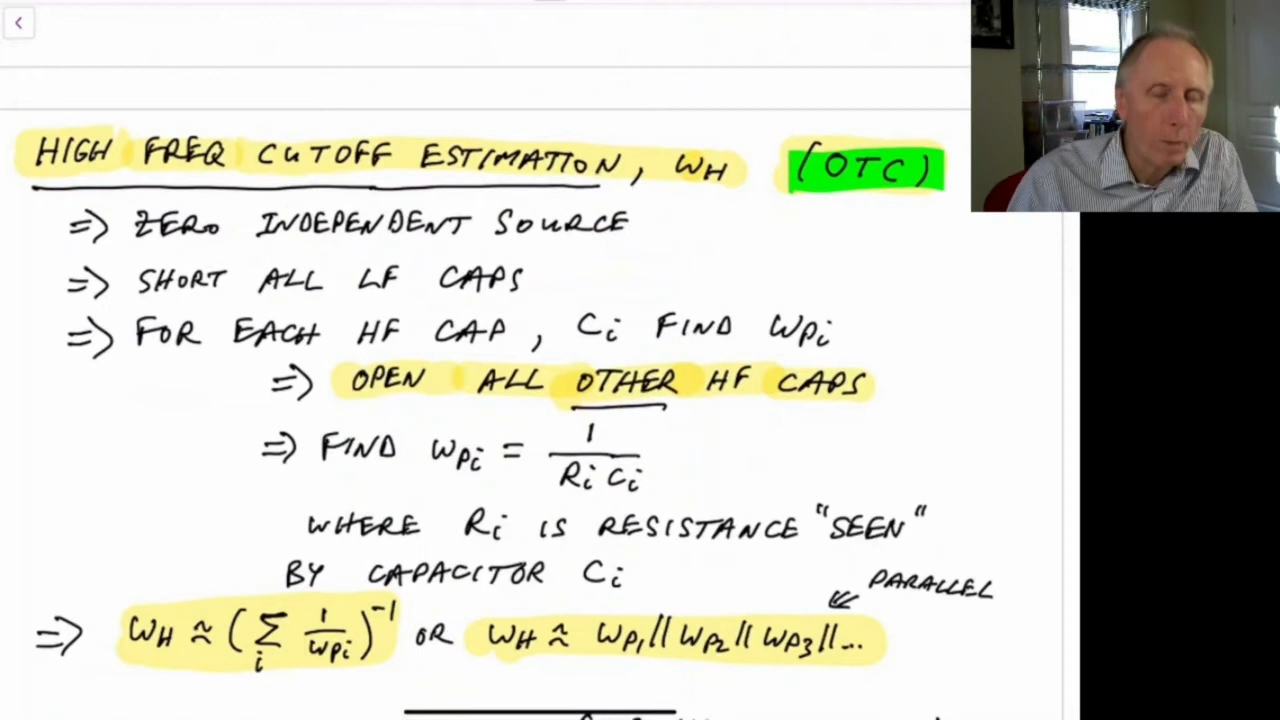 HIGH FREQ CUTOFF ESTIMATION, ωH (OTC)
=> ZERO INDEPENDENT SOURCE
=> SHORT ALL LF CAPS
=> FOR EACH HF CAP, Ci FIND ωPi
=> OPEN ALL OTHER HF CAPS
=> FIND ωPi = 1 / Ri Ci
WHERE Ri IS RESISTANCE "SEEN"
BY CAPACITOR Ci
PARALLEL
=> ωH ≈ (∑i 1/ωPi)^-1 OR ωH ≈ ωP1 || ωP2 || ωP3 || ...